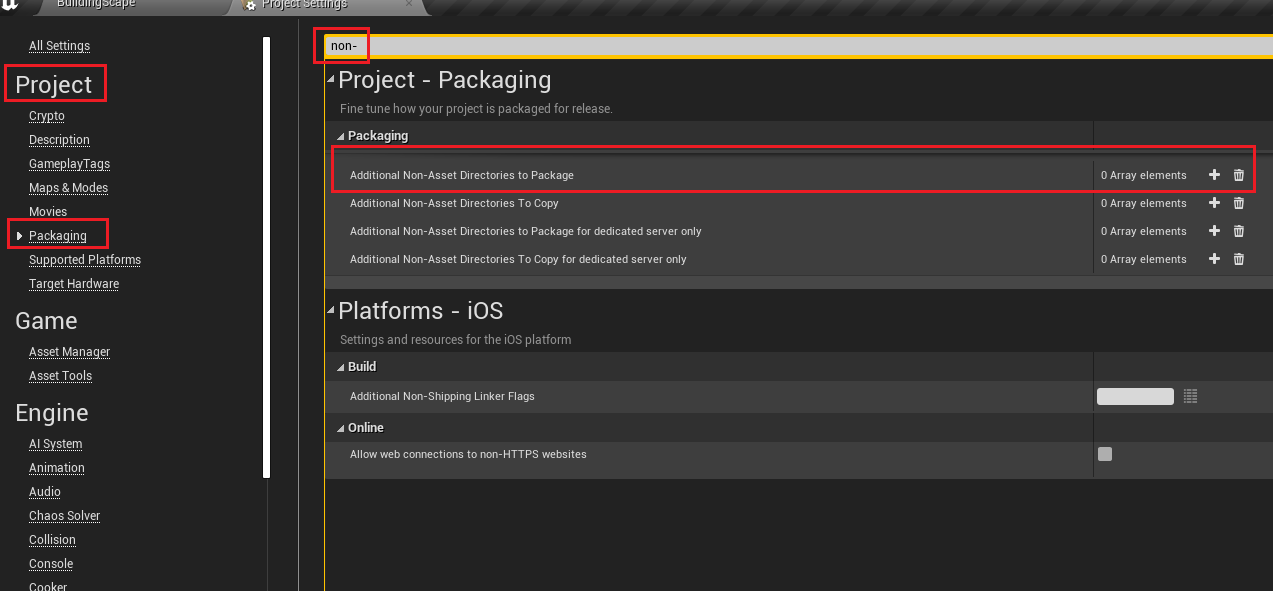 BuildingScape
Project Settings
All Settings
Project
Crypto
Description
GameplayTags
Maps & Modes
Movies
Packaging
Supported Platforms
Target Hardware
Game
Asset Manager
Asset Tools
Engine
AI System
Animation
Audio
Chaos Solver
Collision
Console
Cooker
non-
Project - Packaging
Fine tune how your project is packaged for release.
Packaging
Additional Non-Asset Directories to Package 0 Array elements
Additional Non-Asset Directories To Copy 0 Array elements
Additional Non-Asset Directories to Package for dedicated server only 0 Array elements
Additional Non-Asset Directories To Copy for dedicated server only 0 Array elements
Platforms - iOS
Settings and resources for the iOS platform
Build
Additional Non-Shipping Linker Flags
Online
Allow web connections to non-HTTPS websites